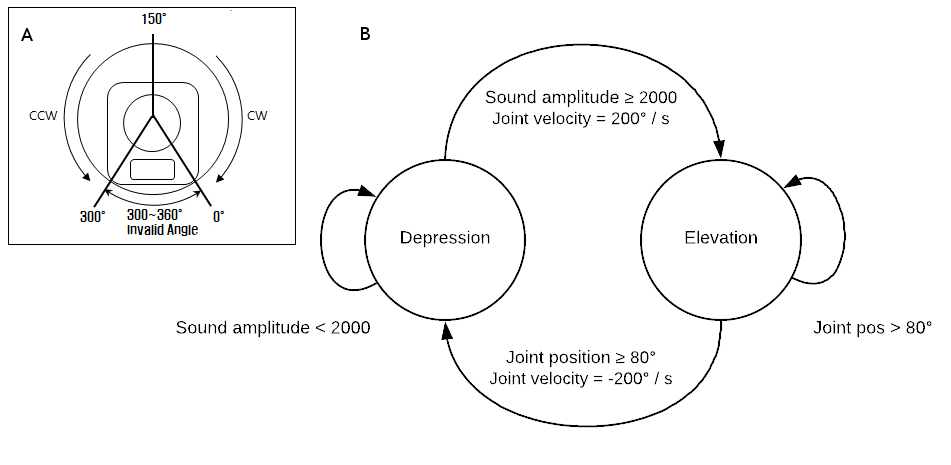 A
150°
CCW
CW
300°
300~360°
Invalid Angle
0°
B
Sound amplitude ≥ 2000
Joint velocity = 200° / s
Depression
Elevation
Sound amplitude < 2000
Joint pos > 80°
Joint position ≥ 80°
Joint velocity = -200° / s